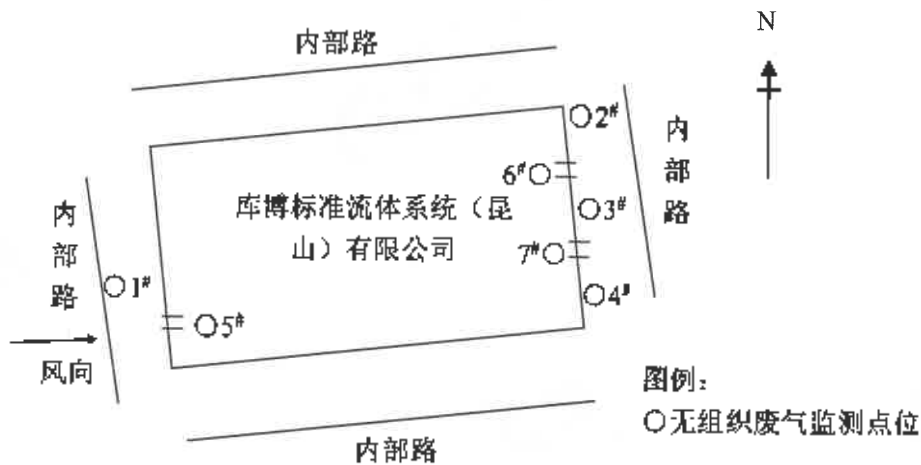 N
内部路
2#
内部路
6#
库博标准流体系统（昆
山）有限公司
3#
内部路
7#
1#
4#
5#
风向
图例：
○无组织废气监测点位
内部路